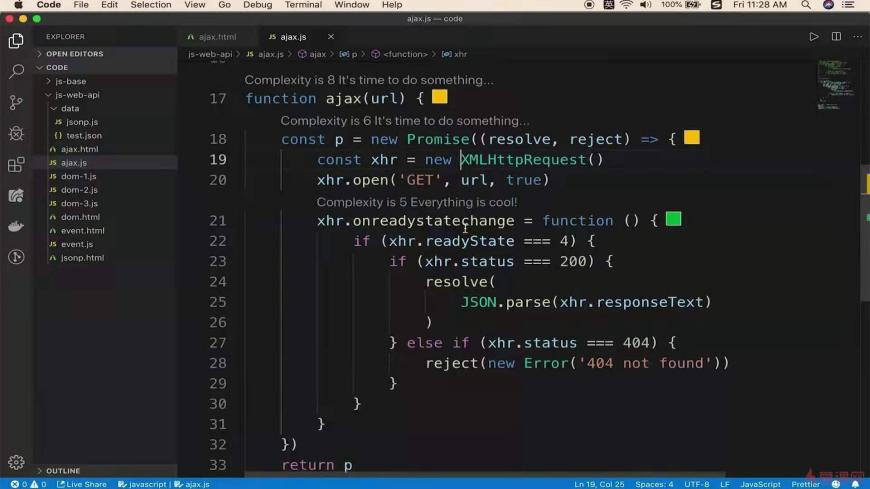 Code File Edit Selection View Go Debug Terminal Window Help 100% Fri 11:28 AM
ajax.js — code
EXPLORER
ajax.html
ajax.js
OPEN EDITORS
js-web-api > ajax.js > ajax > p > <function> > xhr
CODE
js-base
js-web-api
data
jsonp.js
test.json
ajax.html
ajax.js
dom-1.js
dom-2.js
dom-3.js
dom.html
event.html
event.js
jsonp.html
Complexity is 8 It's time to do something...
17 function ajax(url) {
Complexity is 6 It's time to do something...
18 const p = new Promise((resolve, reject) => {
19 const xhr = new XMLHttpRequest()
20 xhr.open('GET', url, true)
Complexity is 5 Everything is cool!
21 xhr.onreadystatechange = function () {
22 if (xhr.readyState === 4) {
23 if (xhr.status === 200) {
24 resolve(
25 JSON.parse(xhr.responseText)
26 )
27 } else if (xhr.status === 404) {
28 reject(new Error('404 not found'))
29 }
30 }
31 }
32 })
33 return p
OUTLINE
0 0 Live Share javascript | ajax.js Ln 19, Col 25 Spaces: 4 UTF-8 LF JavaScript Prettier